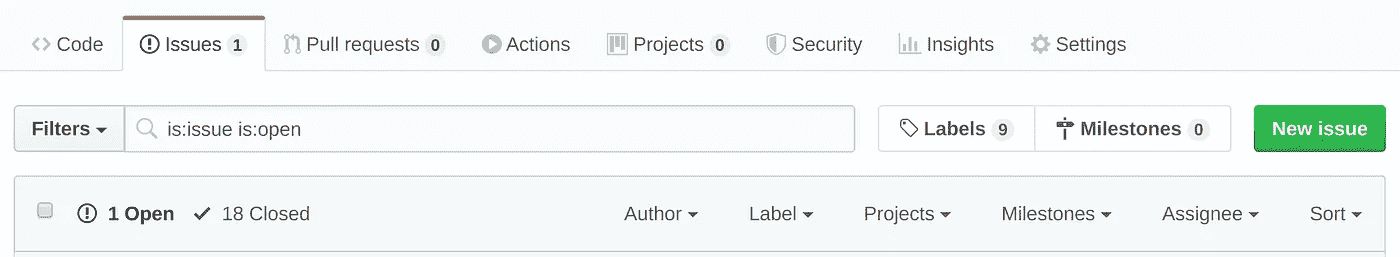 Code Issues 1 Pull requests 0 Actions Projects 0 Security Insights Settings
Filters is:issue is:open Labels 9 Milestones 0 New issue
1 Open 18 Closed Author Label Projects Milestones Assignee Sort